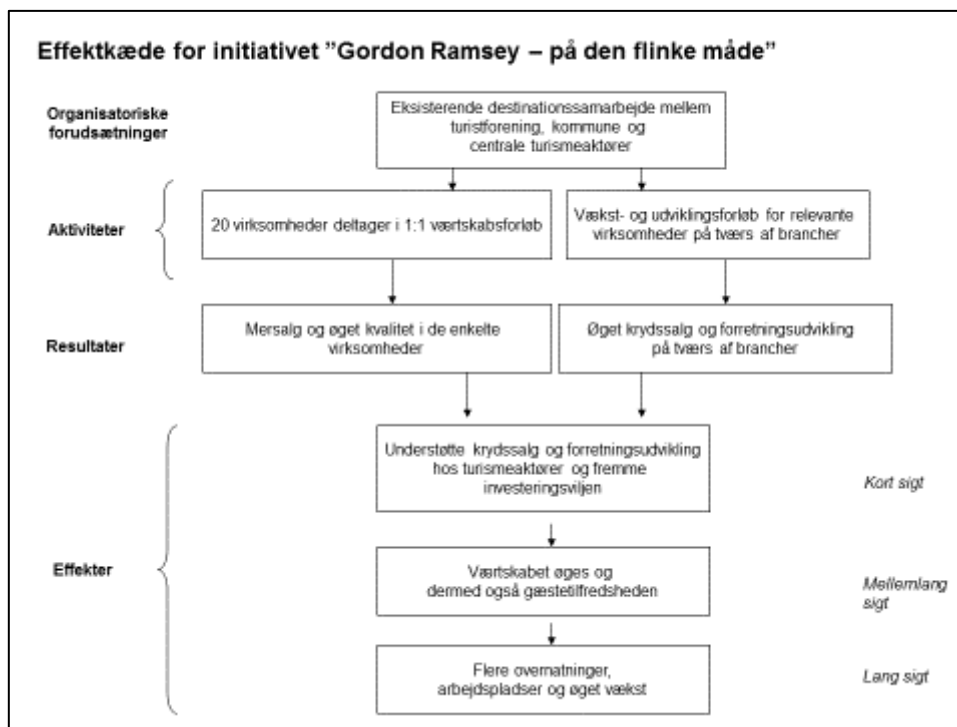 Effektkæde for initiativet ”Gordon Ramsey – på den flinke måde”
Organisatoriske
forudsætninger
Eksisterende destinationssamarbejde mellem
turistforening, kommune og
centrale turismeaktører
Aktiviteter
20 virksomheder deltager i 1:1 værtskabsforløb
Vækst- og udviklingsforløb for relevante
virksomheder på tværs af brancher
Resultater
Mersalg og øget kvalitet i de enkelte
virksomheder
Øget krydssalg og forretningsudvikling
på tværs af brancher
Effekter
Understøtte krydssalg og forretningsudvikling
hos turismeaktører og fremme
investeringsviljen
Kort sigt
Værtskabet øges og
dermed også gæstetilfredsheden
Mellemlang
sigt
Flere overnatninger,
arbejdspladser og øget vækst
Lang sigt